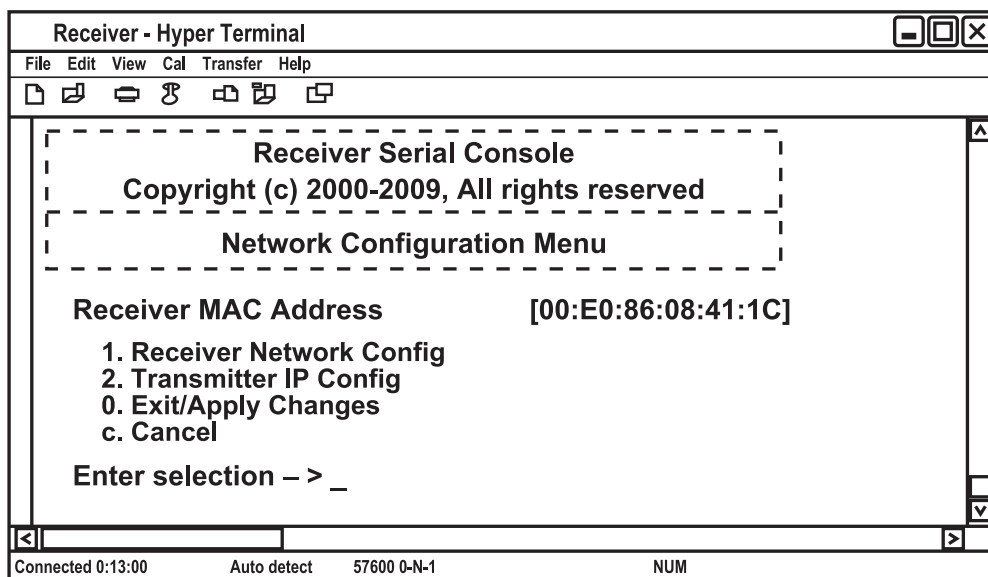 Receiver - Hyper Terminal
File Edit View Cal Transfer Help
Receiver Serial Console
Copyright (c) 2000-2009, All rights reserved
Network Configuration Menu
Receiver MAC Address [00:E0:86:08:41:1C]
1. Receiver Network Config
2. Transmitter IP Config
0. Exit/Apply Changes
c. Cancel
Enter selection – > _
Connected 0:13:00 Auto detect 57600 0-N-1 NUM